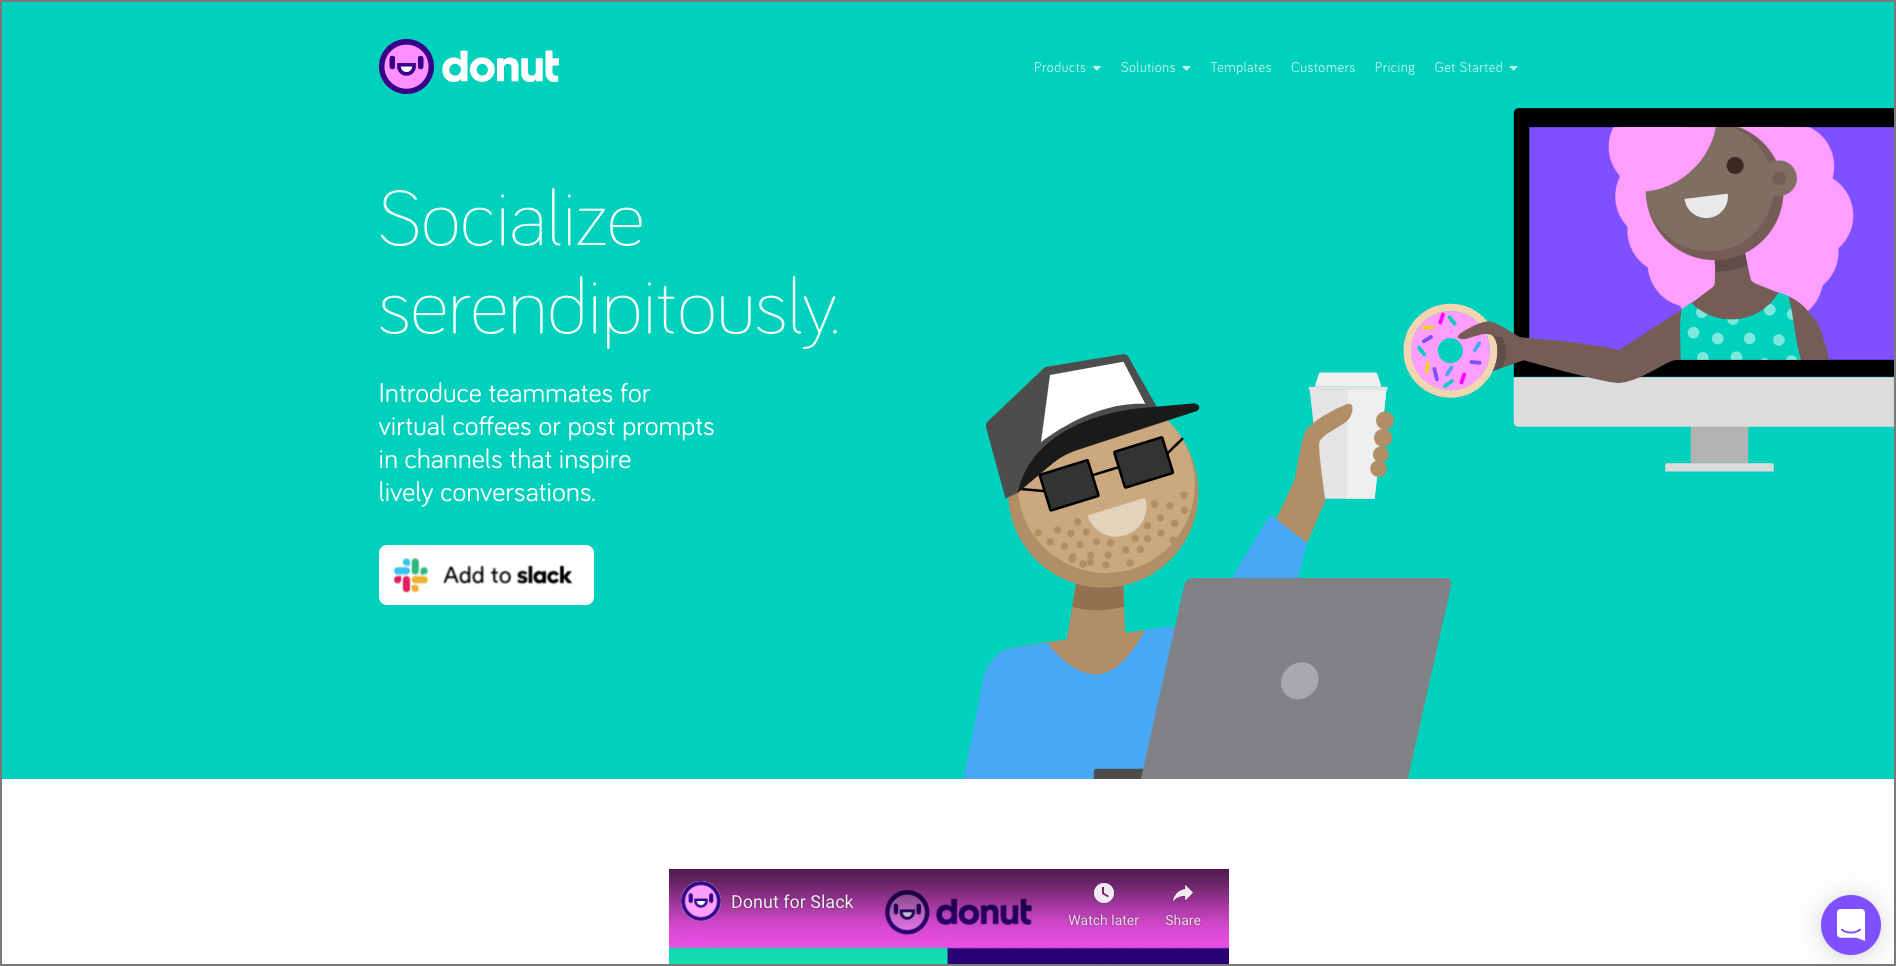 donut
Products Solutions Templates Customers Pricing Get Started
Socialize
serendipitously.
Introduce teammates for
virtual coffees or post prompts
in channels that inspire
lively conversations.
Add to slack
Donut for Slack
donut
Watch later
Share